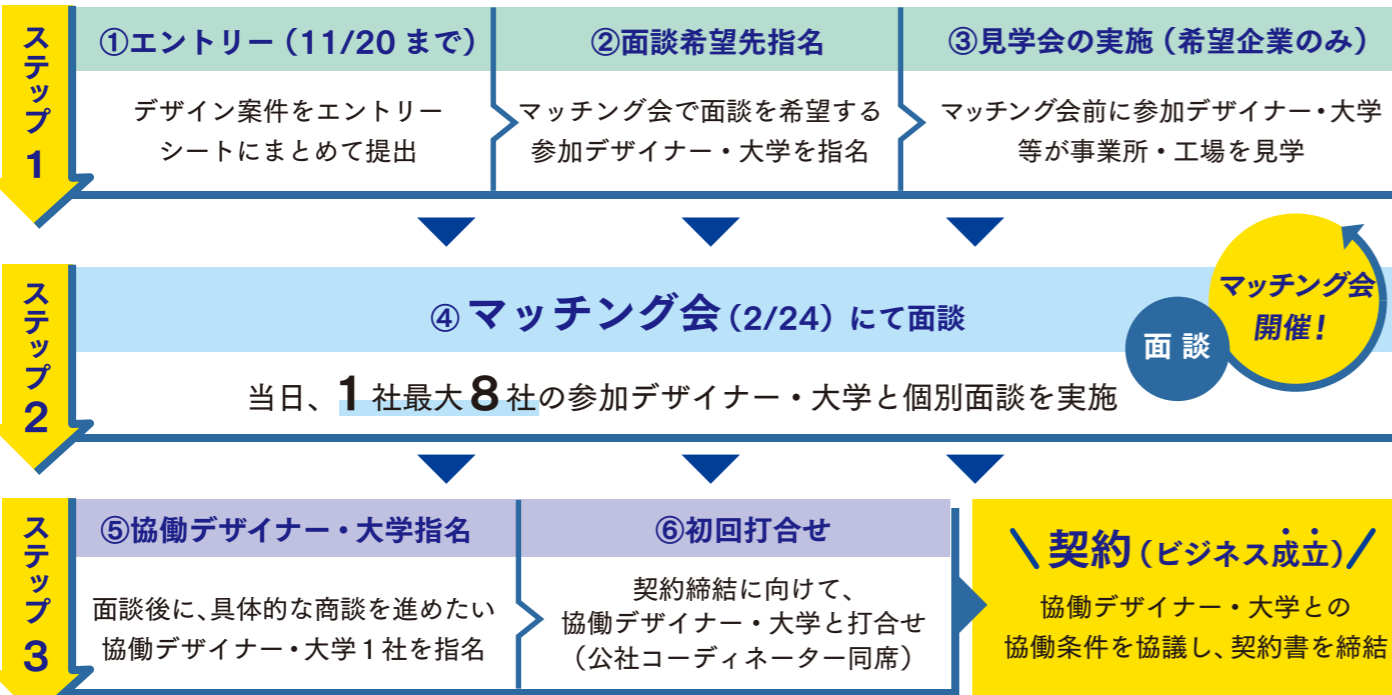 ステップ1
①エントリー（11/20 まで）
デザイン案件をエントリー
シートにまとめて提出
②面談希望先指名
マッチング会で面談を希望する
参加デザイナー・大学を指名
③見学会の実施（希望企業のみ）
マッチング会前に参加デザイナー・大学
等が事業所・工場を見学
ステップ2
④マッチング会（2/24）にて面談
面談
マッチング会
開催！
当日、1社最大8社の参加デザイナー・大学と個別面談を実施
ステップ3
⑤協働デザイナー・大学指名
面談後に、具体的な商談を進めたい
協働デザイナー・大学1社を指名
⑥初回打合せ
契約締結に向けて、
協働デザイナー・大学と打合せ
（公社コーディネーター同席）
契約（ビジネス成立）
協働デザイナー・大学との
協働条件を協議し、契約書を締結